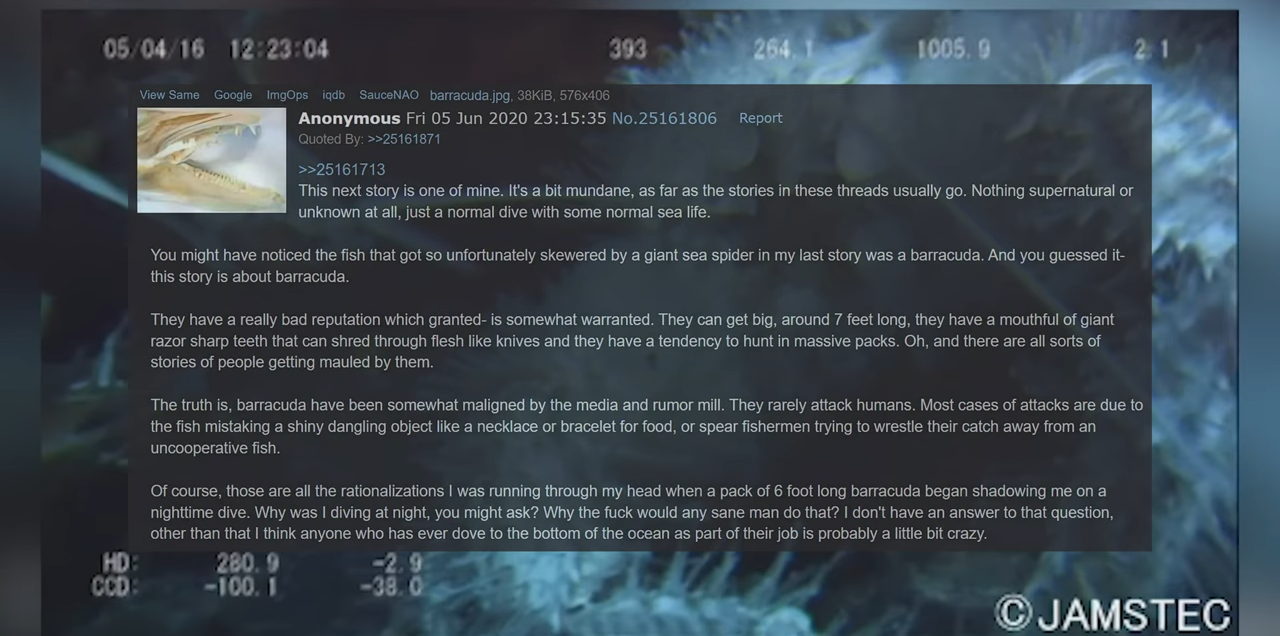 05/04/16 12:23:04 393 264.1 1005.9 2.1
View Same Google ImgOps iqdb SauceNAO barracuda.jpg, 38KiB, 576x406
Anonymous Fri 05 Jun 2020 23:15:35 No.25161806 Report
Quoted By: >>25161871
>>25161713
This next story is one of mine. It's a bit mundane, as far as the stories in these threads usually go. Nothing supernatural or
unknown at all, just a normal dive with some normal sea life.
You might have noticed the fish that got so unfortunately skewered by a giant sea spider in my last story was a barracuda. And you guessed it-
this story is about barracuda.
They have a really bad reputation which granted- is somewhat warranted. They can get big, around 7 feet long, they have a mouthful of giant
razor sharp teeth that can shred through flesh like knives and they have a tendency to hunt in massive packs. Oh, and there are all sorts of
stories of people getting mauled by them.
The truth is, barracuda have been somewhat maligned by the media and rumor mill. They rarely attack humans. Most cases of attacks are due to
the fish mistaking a shiny dangling object like a necklace or bracelet for food, or spear fishermen trying to wrestle their catch away from an
uncooperative fish.
Of course, those are all the rationalizations I was running through my head when a pack of 6 foot long barracuda began shadowing me on a
nighttime dive. Why was I diving at night, you might ask? Why the fuck would any sane man do that? I don't have an answer to that question,
other than that I think anyone who has ever dove to the bottom of the ocean as part of their job is probably a little bit crazy.
HD: 280.9 -2.9
CCD: -100.1 -38.0
©JAMSTEC